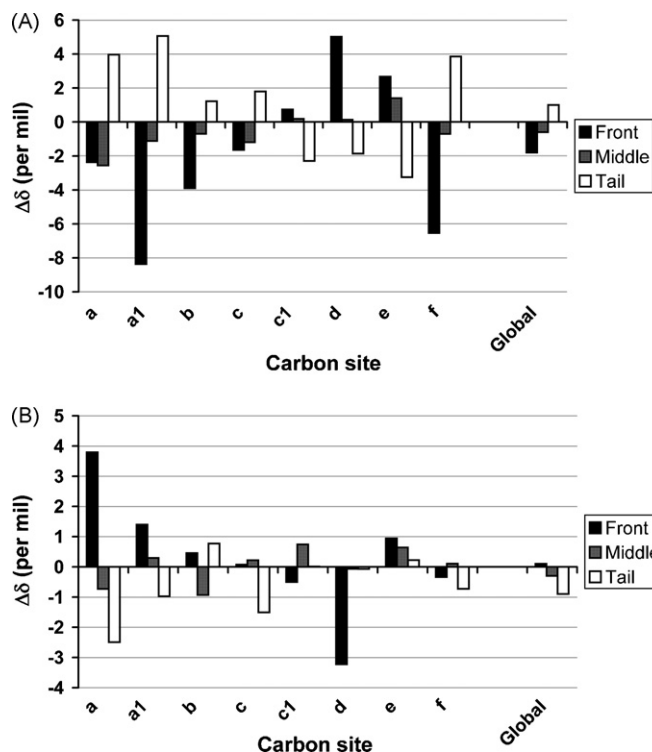 (A)
6
4
2
0
-2
-4
-6
-8
-10
Δδ (per mil)
a a1 b c c1 d e f Global
Carbon site
Front
Middle
Tail
(B)
5
4
3
2
1
0
-1
-2
-3
-4
Δδ (per mil)
a a1 b c c1 d e f Global
Carbon site
Front
Middle
Tail